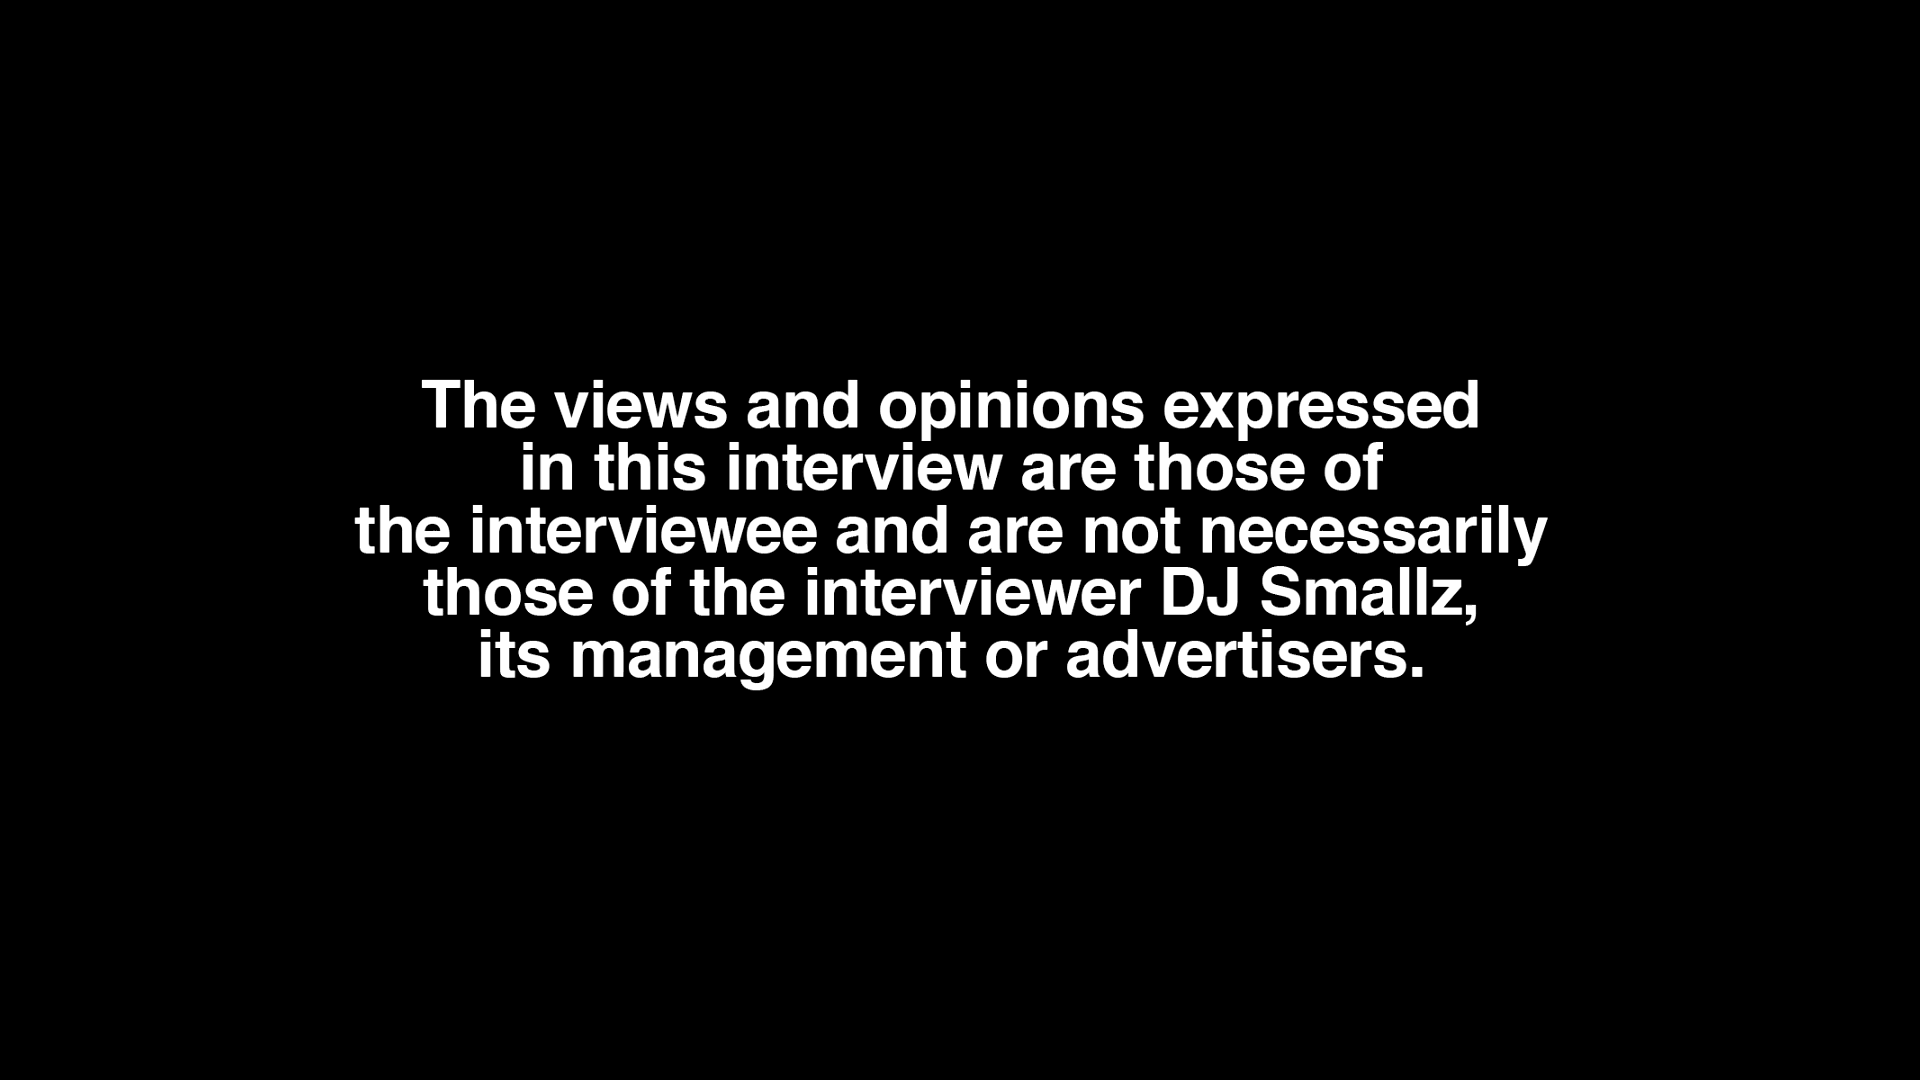 The views and opinions expressed
in this interview are those of
the interviewee and are not necessarily
those of the interviewer DJ Smallz,
its management or advertisers.